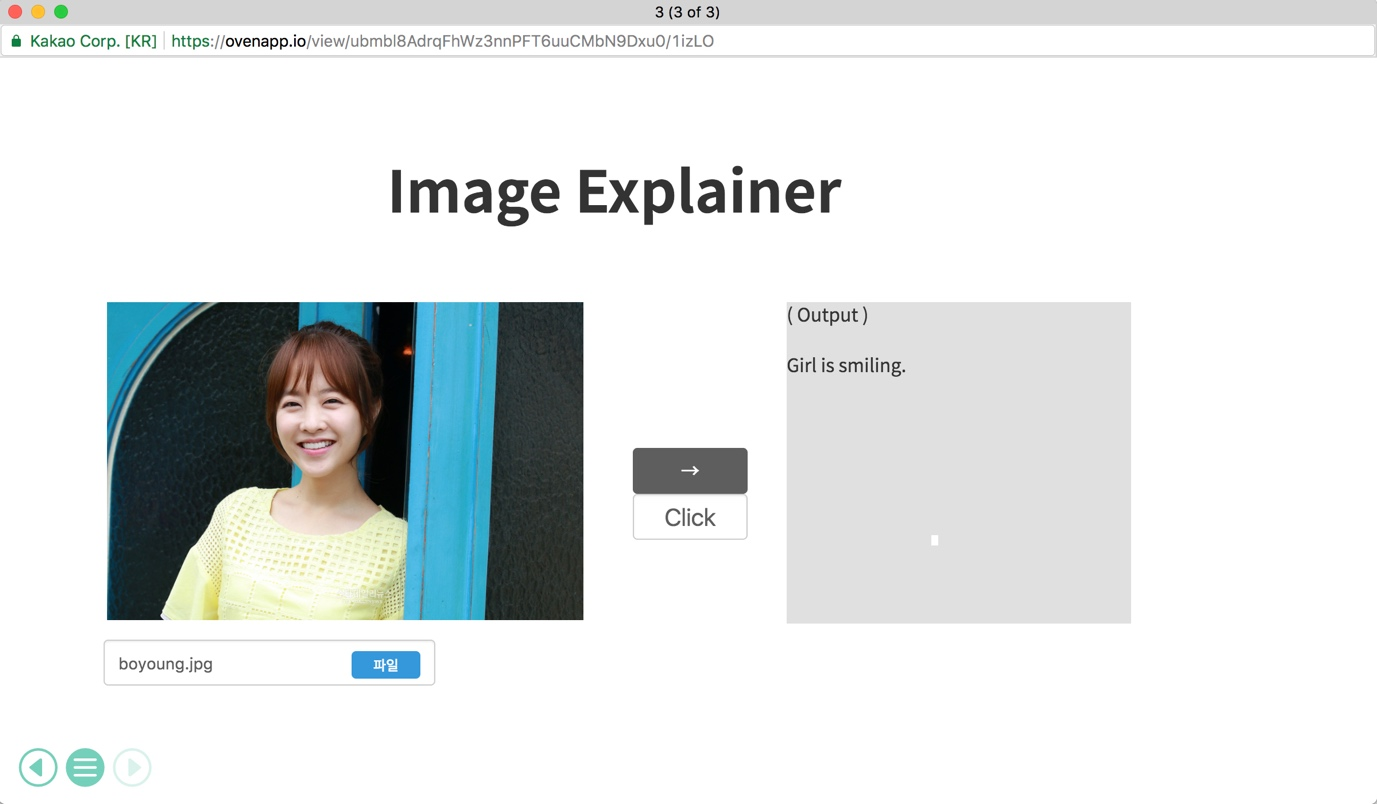 3 (3 of 3)
Kakao Corp. [KR] https://ovenapp.io/view/ubmbl8AdrqFhWz3nnPFT6uuCMbN9Dxu0/1izLO
Image Explainer
( Output )
Girl is smiling.
→
Click
boyoung.jpg 파일